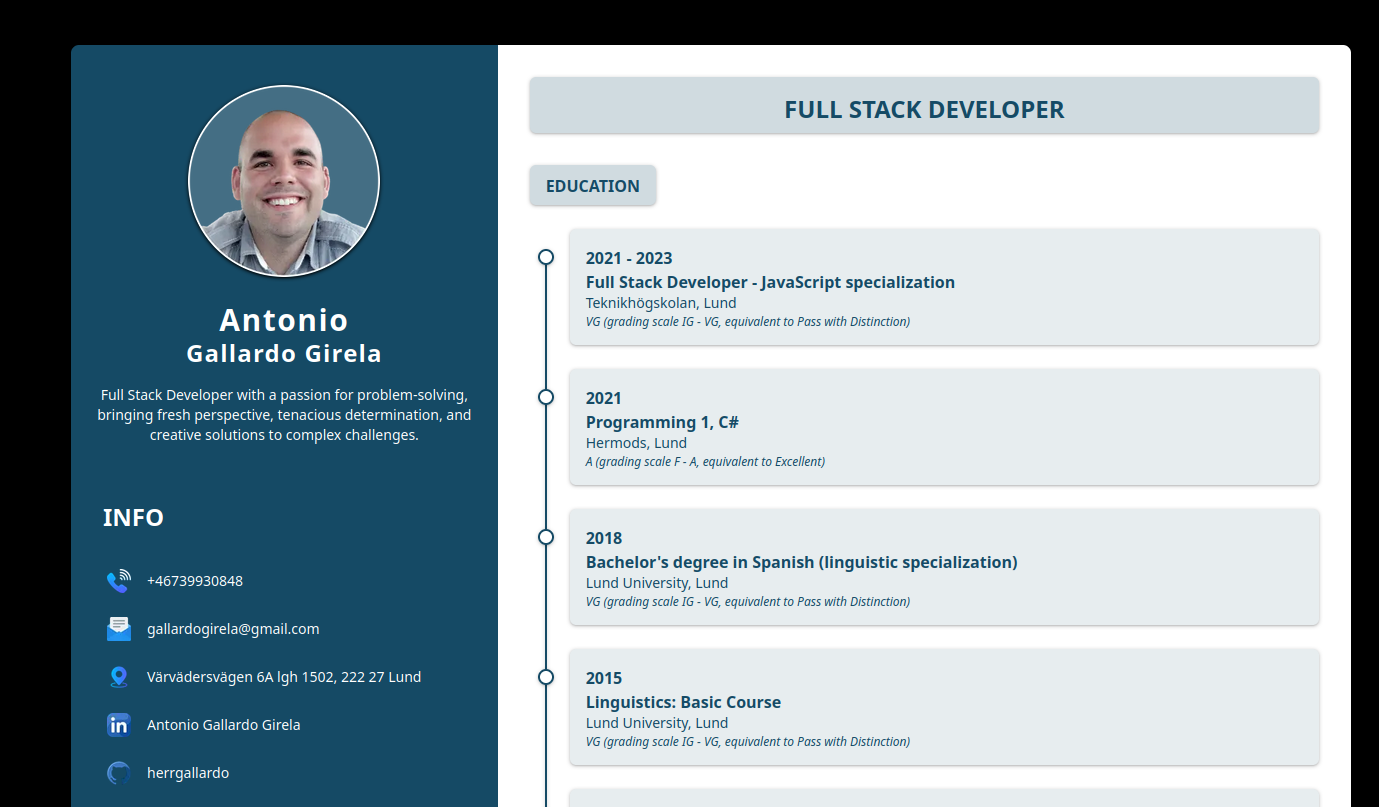 Antonio
Gallardo Girela
Full Stack Developer with a passion for problem-solving,
bringing fresh perspective, tenacious determination, and
creative solutions to complex challenges.
INFO
+46739930848
gallardogirela@gmail.com
Värvädersvägen 6A lgh 1502, 222 27 Lund
in
Antonio Gallardo Girela
herrgallardo
FULL STACK DEVELOPER
EDUCATION
2021 - 2023
Full Stack Developer - JavaScript specialization
Teknikhögskolan, Lund
VG (grading scale IG - VG, equivalent to Pass with Distinction)
2021
Programming 1, C#
Hermods, Lund
A (grading scale F - A, equivalent to Excellent)
2018
Bachelor's degree in Spanish (linguistic specialization)
Lund University, Lund
VG (grading scale IG - VG, equivalent to Pass with Distinction)
2015
Linguistics: Basic Course
Lund University, Lund
VG (grading scale IG - VG, equivalent to Pass with Distinction)